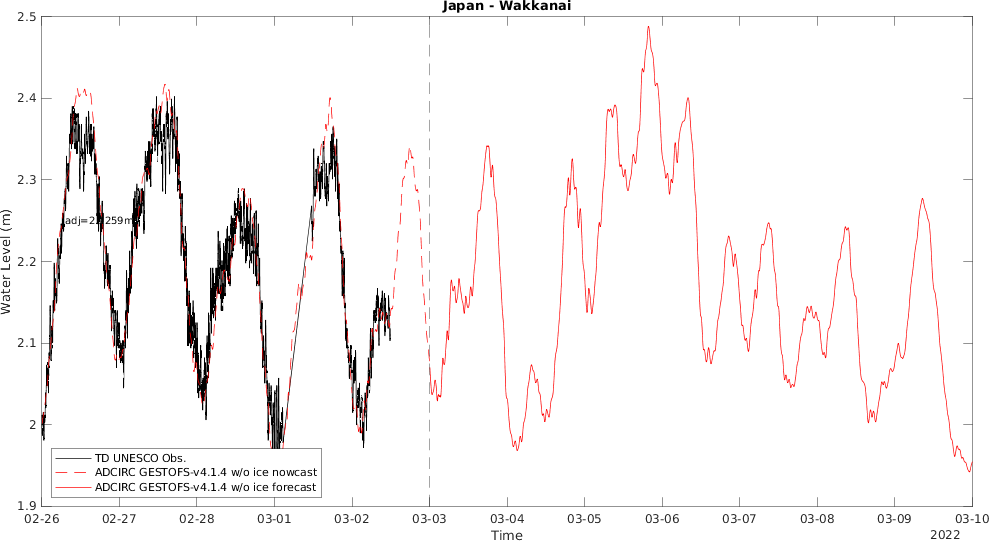 Japan - Wakkanai
2.5
2.4
2.3
2.2
2.1
2
1.9
Water Level (m)
TD UNESCO Obs.
ADCIRC GESTOFS-v4.1.4 w/o ice nowcast
ADCIRC GESTOFS-v4.1.4 w/o ice forecast
02-26 02-27 02-28 03-01 03-02 03-03 03-04 03-05 03-06 03-07 03-08 03-09 03-10
Time
2022